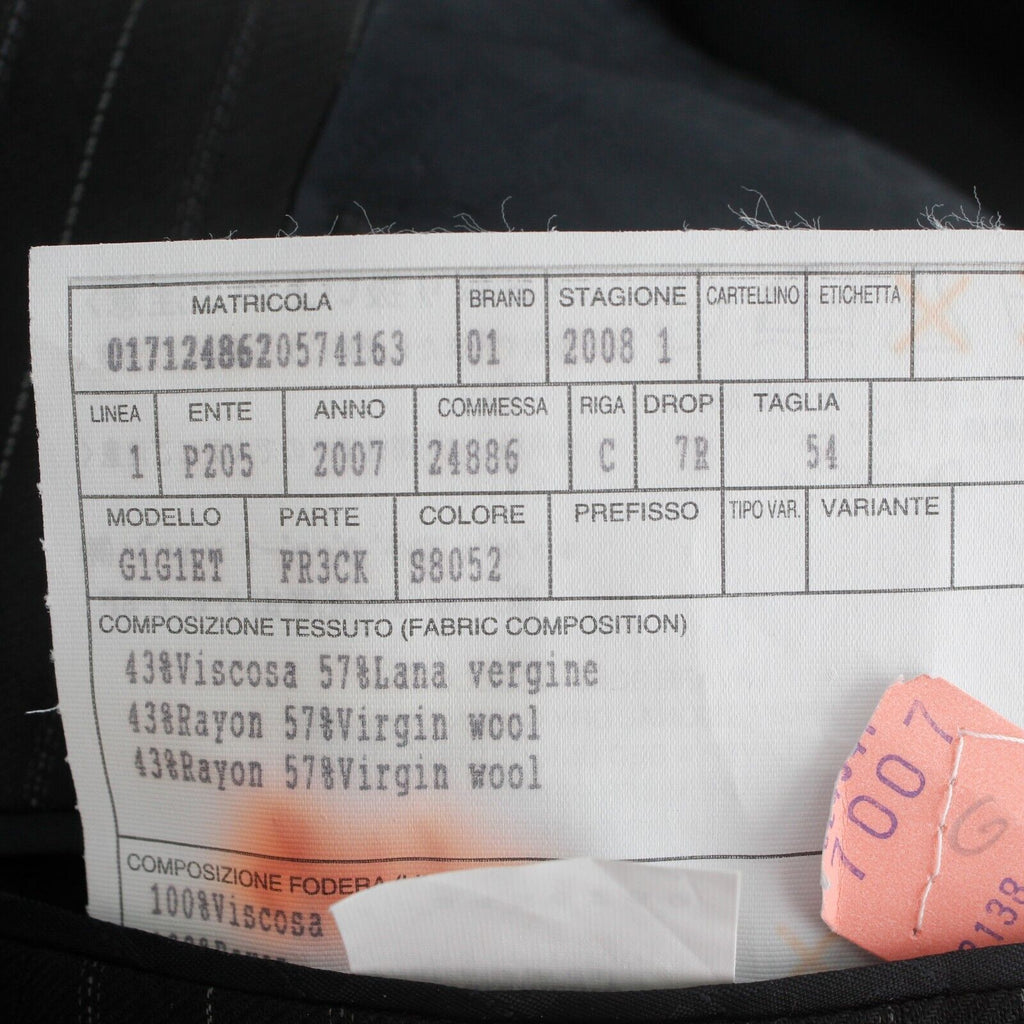 MATRICOLA BRAND STAGIONE CARTELLINO ETICHETTA
0171248620574163 01 2008 1
LINEA ENTE ANNO COMMESSA RIGA DROP TAGLIA
1 P205 2007 24886 C 7R 54
MODELLO PARTE COLORE PREFISSO TIPO VAR. VARIANTE
G1G1ET FR3CK S8052
COMPOSIZIONE TESSUTO (FABRIC COMPOSITION)
43%Viscosa 57%Lana vergine
43%Rayon 57%Virgin wool
43%Rayon 57%Virgin wool
COMPOSIZIONE FODERA
100%Viscosa
7007
G
138